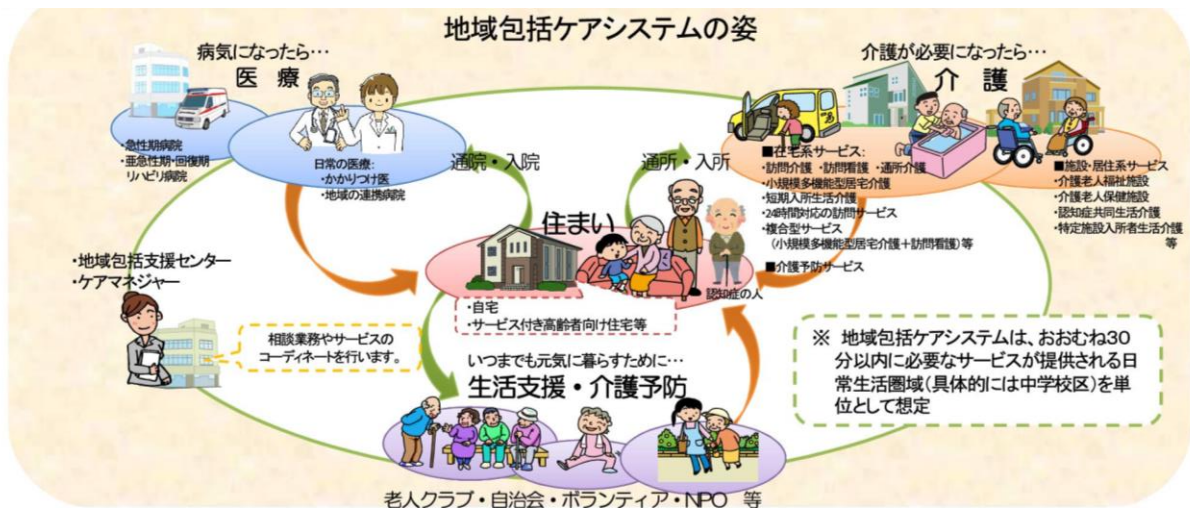 地域包括ケアシステムの姿
病気になったら…
医 療
・急性期病院
・亜急性期・回復期
リハビリ病院
日常の医療:
・かかりつけ医
・地域の連携病院
通院・入院
介護が必要になったら…
介 護
通所・入所
■在宅系サービス:
・訪問介護 ・訪問看護 ・通所介護
・小規模多機能型居宅介護
・短期入所生活介護
・24時間対応の訪問サービス
・複合型サービス
(小規模多機能型居宅介護+訪問看護)等
■介護予防サービス
■施設・居住系サービス
・介護老人福祉施設
・介護老人保健施設
・認知症共同生活介護
・特定施設入所者生活介護
等
住まい
・自宅
・サービス付き高齢者向け住宅等
認知症の人
・地域包括支援センター
・ケアマネジャー
相談業務やサービスの
コーディネートを行います。
いつまでも元気に暮らすために…
生活支援・介護予防
老人クラブ・自治会・ボランティア・NPO 等
※ 地域包括ケアシステムは、おおむね30
分以内に必要なサービスが提供される日
常生活圏域(具体的には中学校区)を単
位として想定